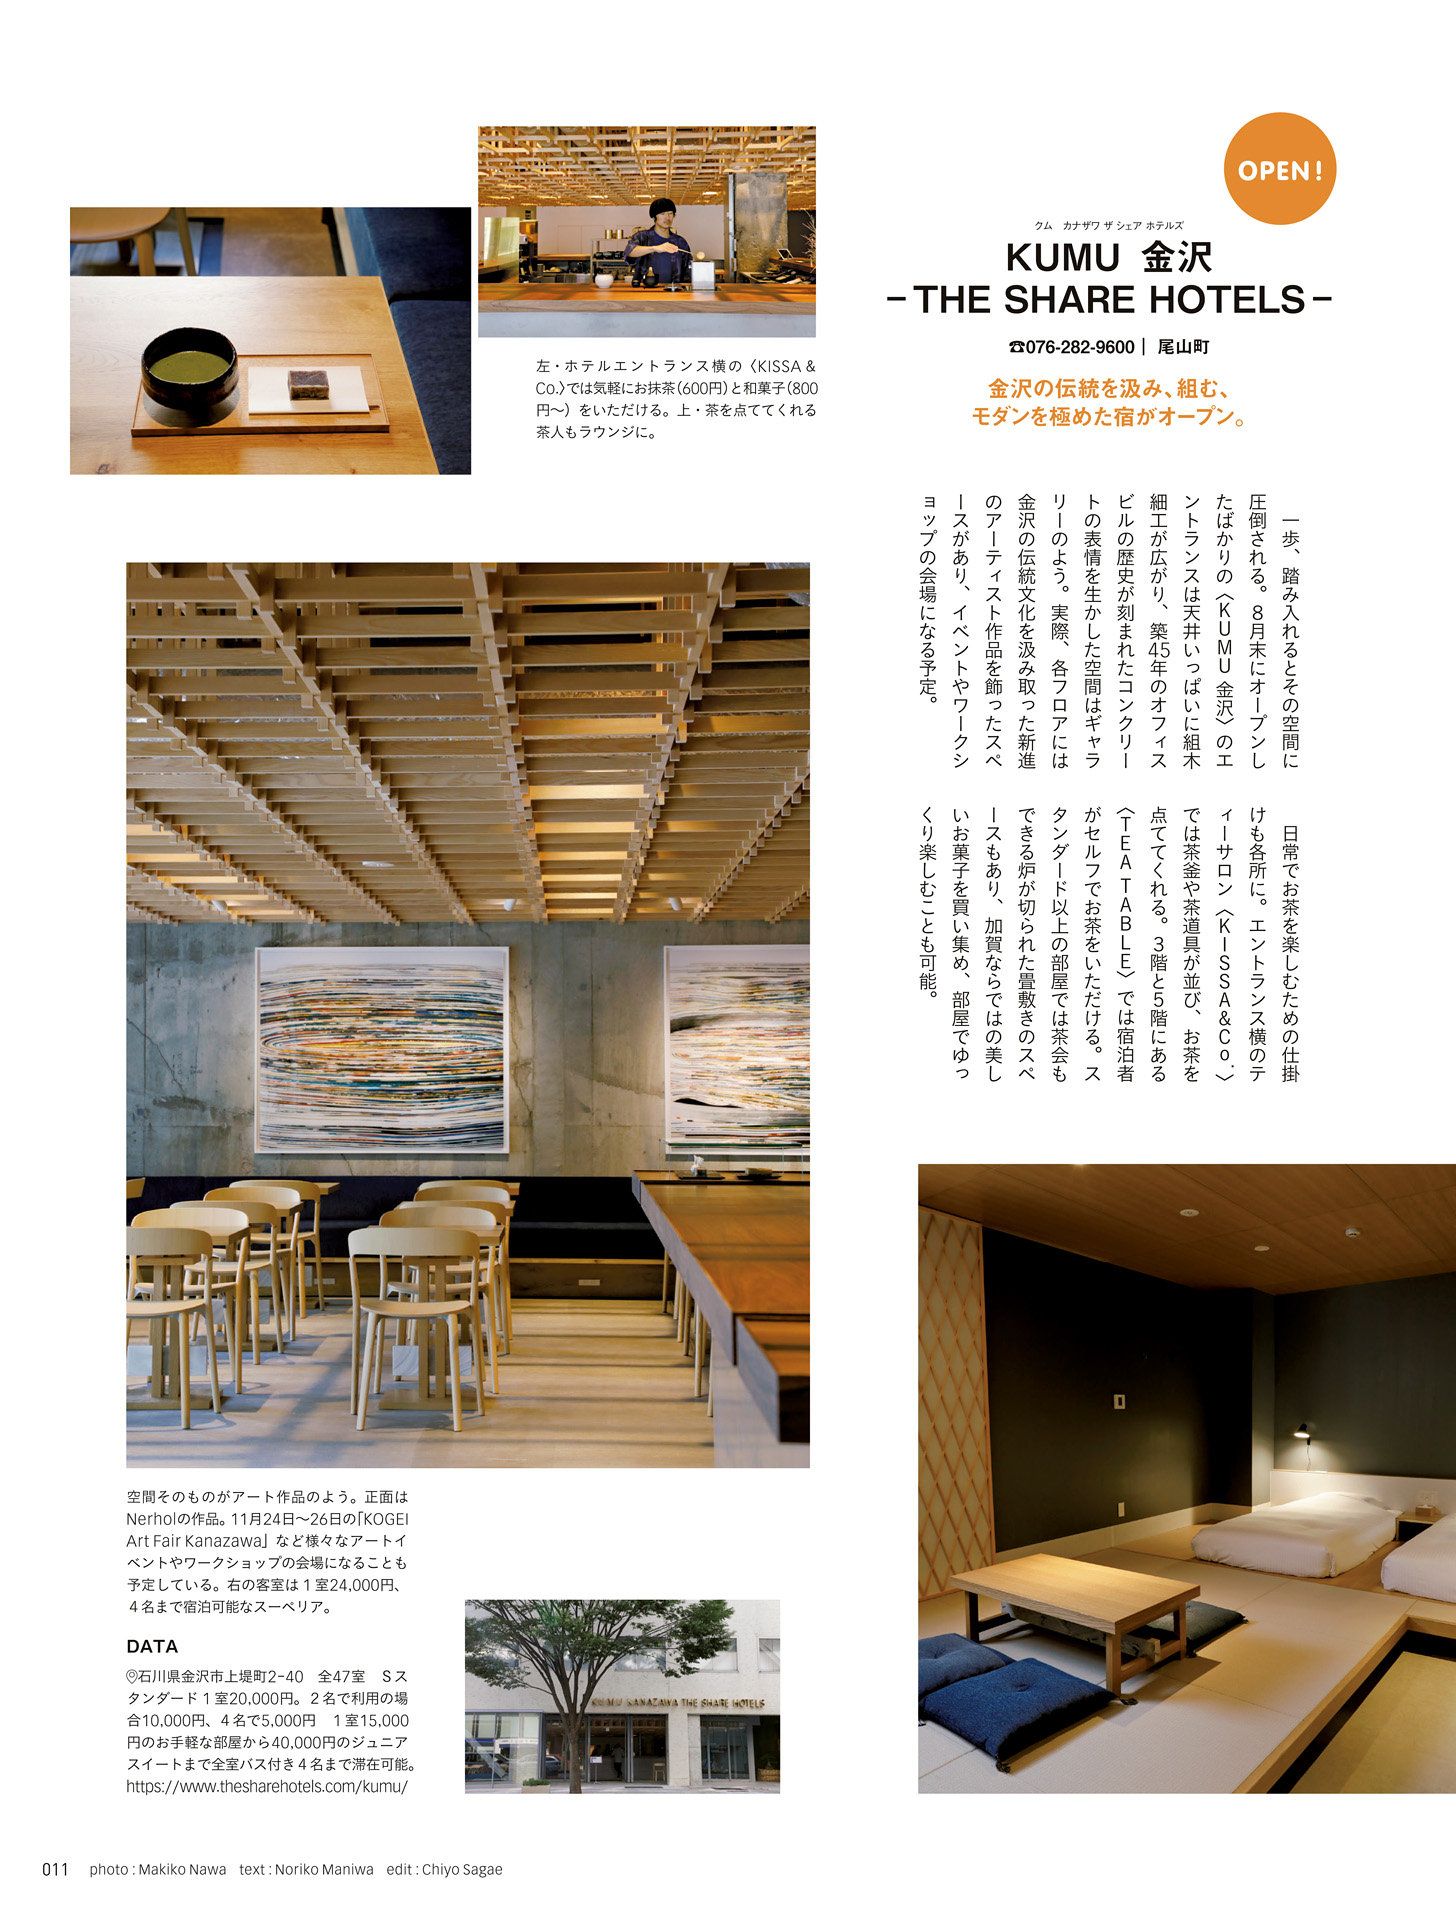 OPEN!
クム カナザワ ザ シェア ホテルズ
KUMU 金沢
–THE SHARE HOTELS–
☎076-282-9600| 尾山町
金沢の伝統を汲み、組む、
モダンを極めた宿がオープン。
一歩、踏み入れるとその空間に
圧倒される。8月末にオープンし
たばかりの〈KUMU 金沢〉のエ
ントランスは天井いっぱいに組木
細工が広がり、築45年のオフィス
ビルの歴史が刻まれたコンクリー
トの表情を生かした空間はギャラ
リーのよう。実際、各フロアには
金沢の伝統文化を汲み取った新進
のアーティスト作品を飾ったスペ
ースがあり、イベントやワークシ
ョップの会場になる予定。
日常でお茶を楽しむための仕掛
けも各所に。エントランス横のテ
ィーサロン〈KISSA&Co.〉
では茶釜や茶道具が並び、お茶を
点ててくれる。3階と5階にある
〈TEA TABLE〉では宿泊者
がセルフでお茶をいただける。ス
タンダード以上の部屋では茶会も
できる炉が切られた畳敷きのスペ
ースもあり、加賀ならではの美し
いお菓子を買い集め、部屋でゆっ
くり楽しむことも可能。
左・ホテルエントランス横の〈KISSA &
Co.〉では気軽にお抹茶(600円)と和菓子(800
円〜)をいただける。上・茶を点ててくれる
茶人もラウンジに。
空間そのものがアート作品のよう。正面は
Nerholの作品。11月24日〜26日の「KOGEI
Art Fair Kanazawa」など様々なアートイ
ベントやワークショップの会場になることも
予定している。右の客室は1室24,000円、
4名まで宿泊可能なスーペリア。
DATA
石川県金沢市上堤町2-40 全47室 Sス
タンダード1室20,000円。2名で利用の場
合10,000円、4名で5,000円 1室15,000
円のお手軽な部屋から40,000円のジュニア
スイートまで全室バス付き4名まで滞在可能。
https://www.thesharehotels.com/kumu/
KUMU KANAZAWA THE SHARE HOTELS
011 photo : Makiko Nawa text : Noriko Maniwa edit : Chiyo Sagae